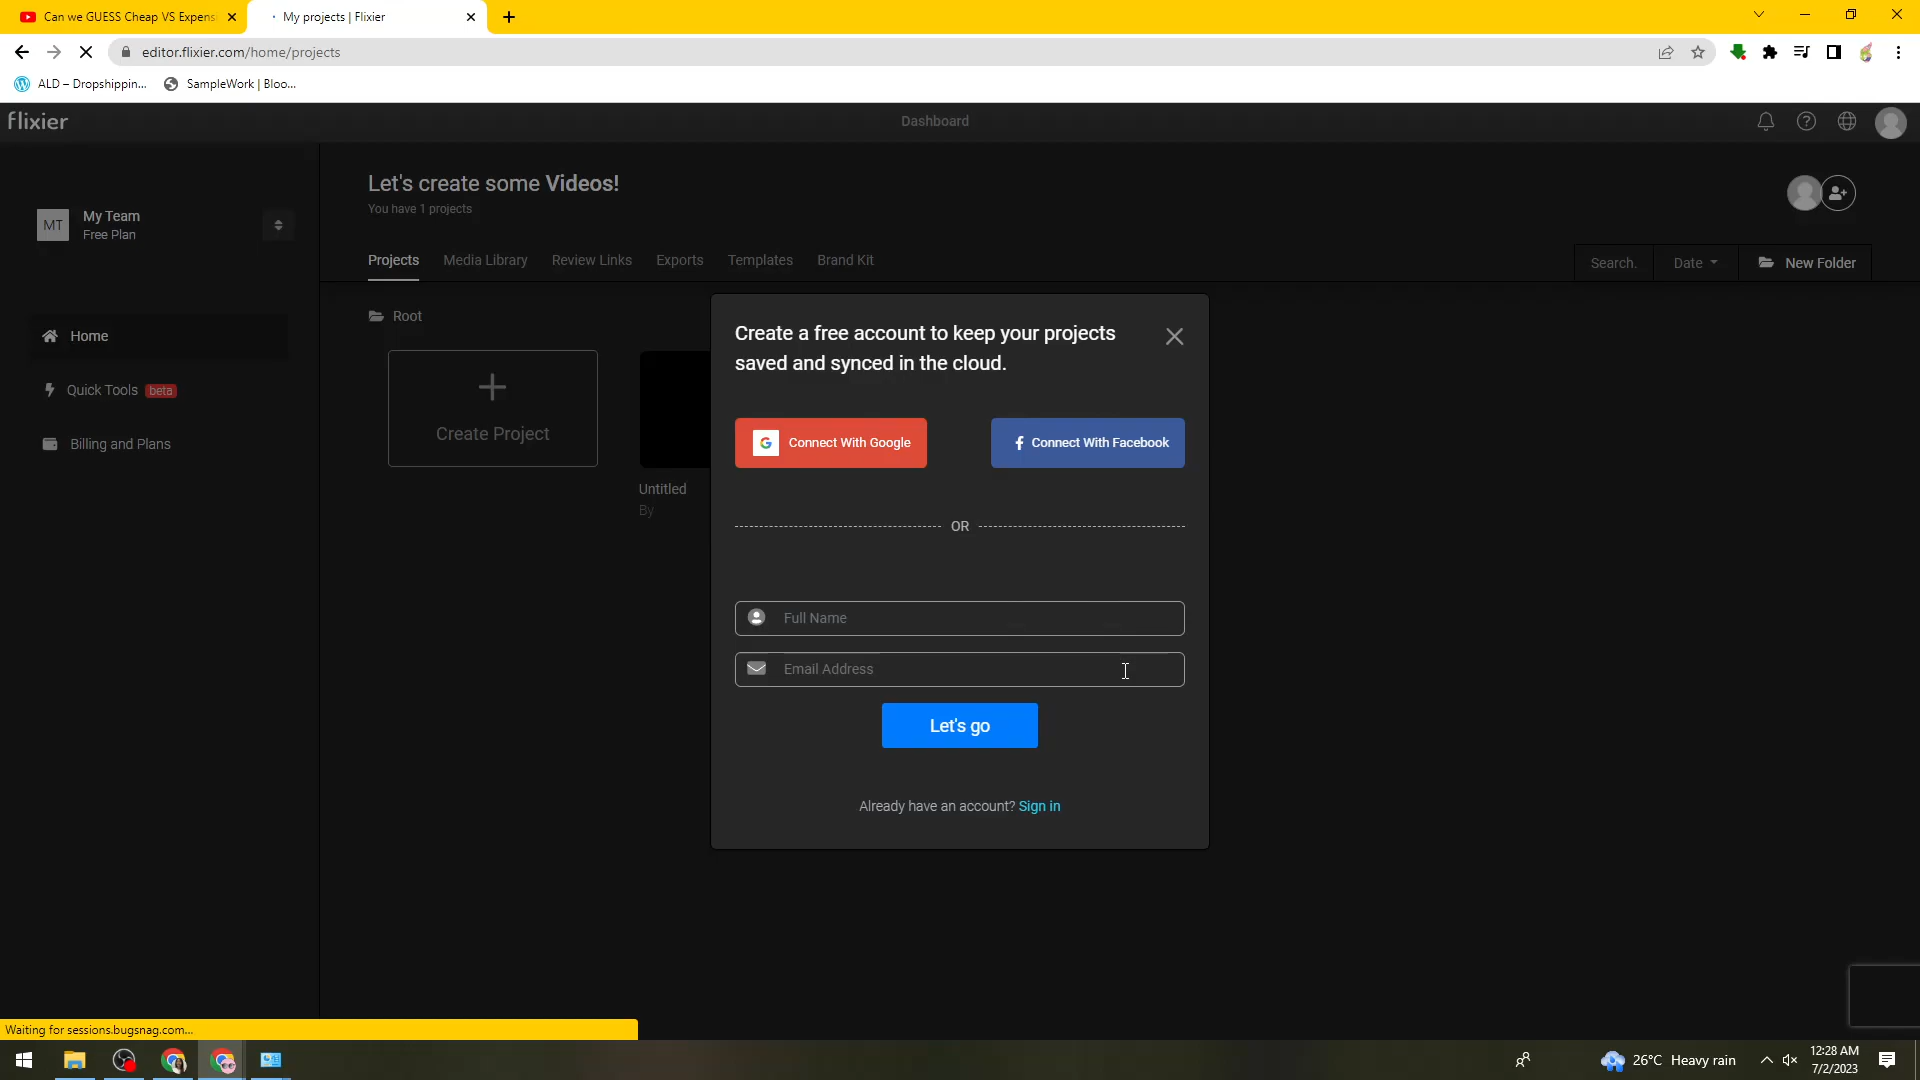 Can we GUESS Cheap VS Expens
My projects | Flixier
editor.flixier.com/home/projects
ALD – Dropshippin...
SampleWork | Bloo...
flixier
Dashboard
Let's create some Videos!
You have 1 projects
MT
My Team
Free Plan
Projects
Media Library
Review Links
Exports
Templates
Brand Kit
Search.
Date
New Folder
Root
Home
Quick Tools beta
Billing and Plans
Create Project
Untitled
By
Create a free account to keep your projects
saved and synced in the cloud.
Connect With Google
Connect With Facebook
OR
Full Name
Email Address
Let's go
Already have an account? Sign in
Waiting for sessions.bugsnag.com...
26°C Heavy rain
12:28 AM
7/2/2023